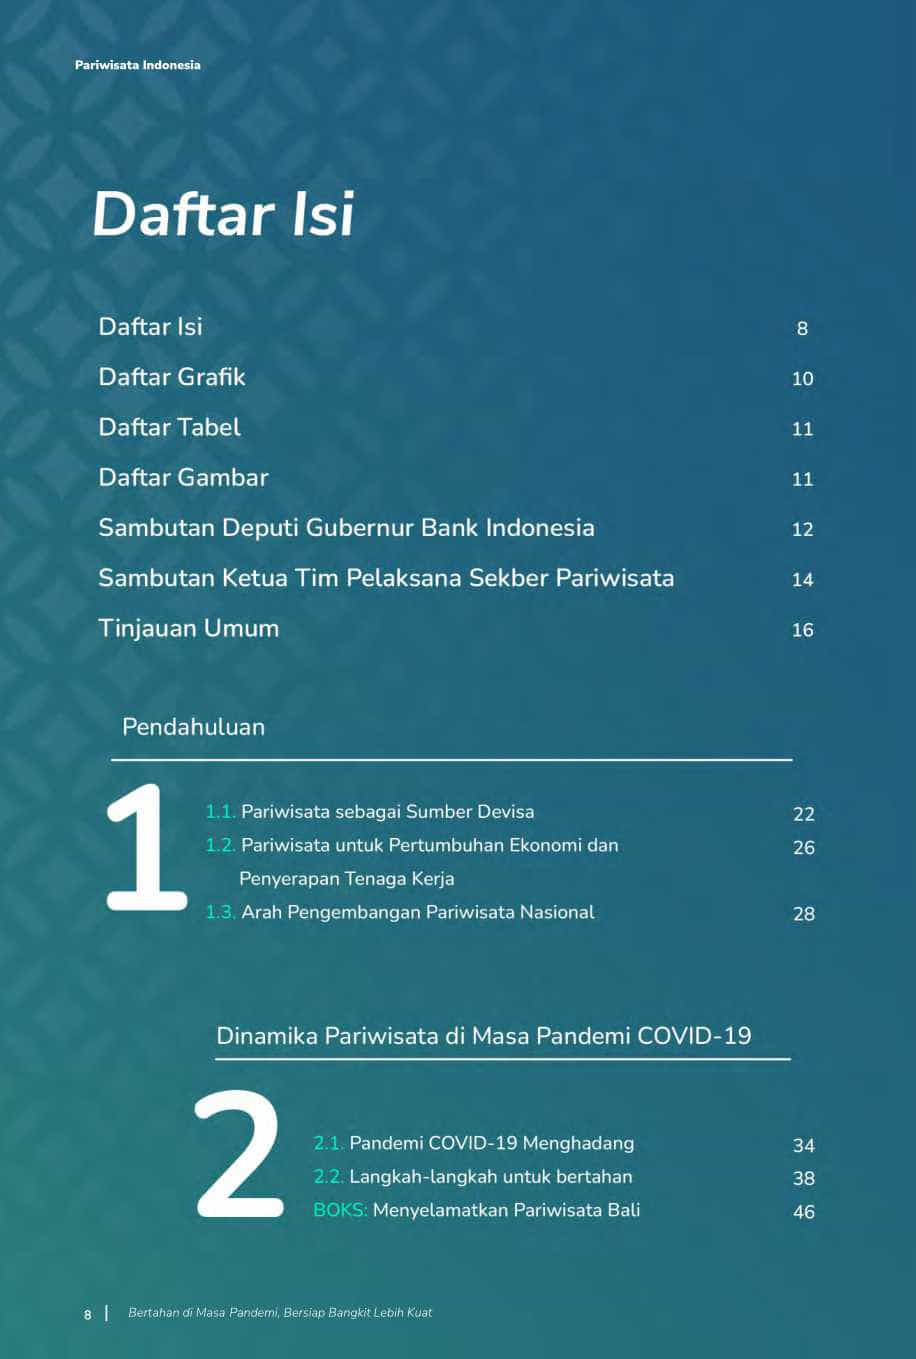 Pariwisata Indonesia
Daftar Isi
Daftar Isi 8
Daftar Grafik 10
Daftar Tabel 11
Daftar Gambar 11
Sambutan Deputi Gubernur Bank Indonesia 12
Sambutan Ketua Tim Pelaksana Sekber Pariwisata 14
Tinjauan Umum 16
Pendahuluan
1
1.1. Pariwisata sebagai Sumber Devisa 22
1.2. Pariwisata untuk Pertumbuhan Ekonomi dan 26
Penyerapan Tenaga Kerja
1.3. Arah Pengembangan Pariwisata Nasional 28
Dinamika Pariwisata di Masa Pandemi COVID-19
2
2.1. Pandemi COVID-19 Menghadang 34
2.2. Langkah-langkah untuk bertahan 38
BOKS: Menyelamatkan Pariwisata Bali 46
8 | Bertahan di Masa Pandemi, Bersiap Bangkit Lebih Kuat